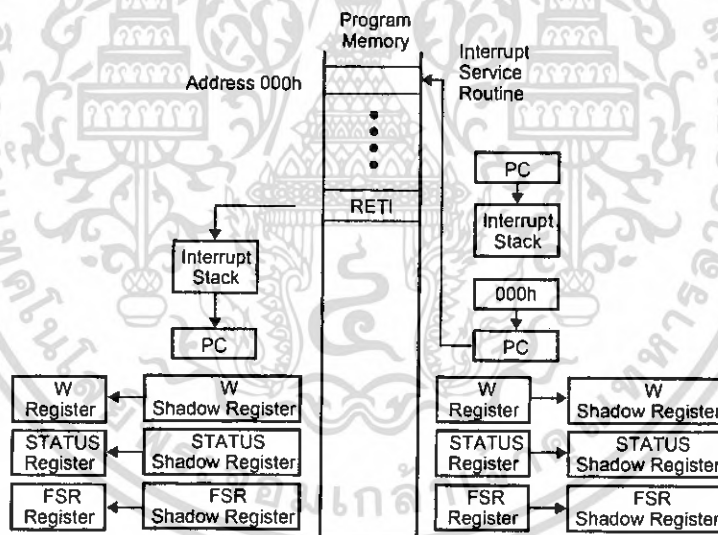 Program
Memory
Interrupt
Service
Routine
Address 000h
PC
RETI
Interrupt
Stack
Interrupt
Stack
000h
PC
PC
W
Register
W
Shadow Register
W
Register
W
Shadow Register
STATUS
Register
STATUS
Shadow Register
STATUS
Register
STATUS
Shadow Register
FSR
Register
FSR
Shadow Register
FSR
Register
FSR
Shadow Register